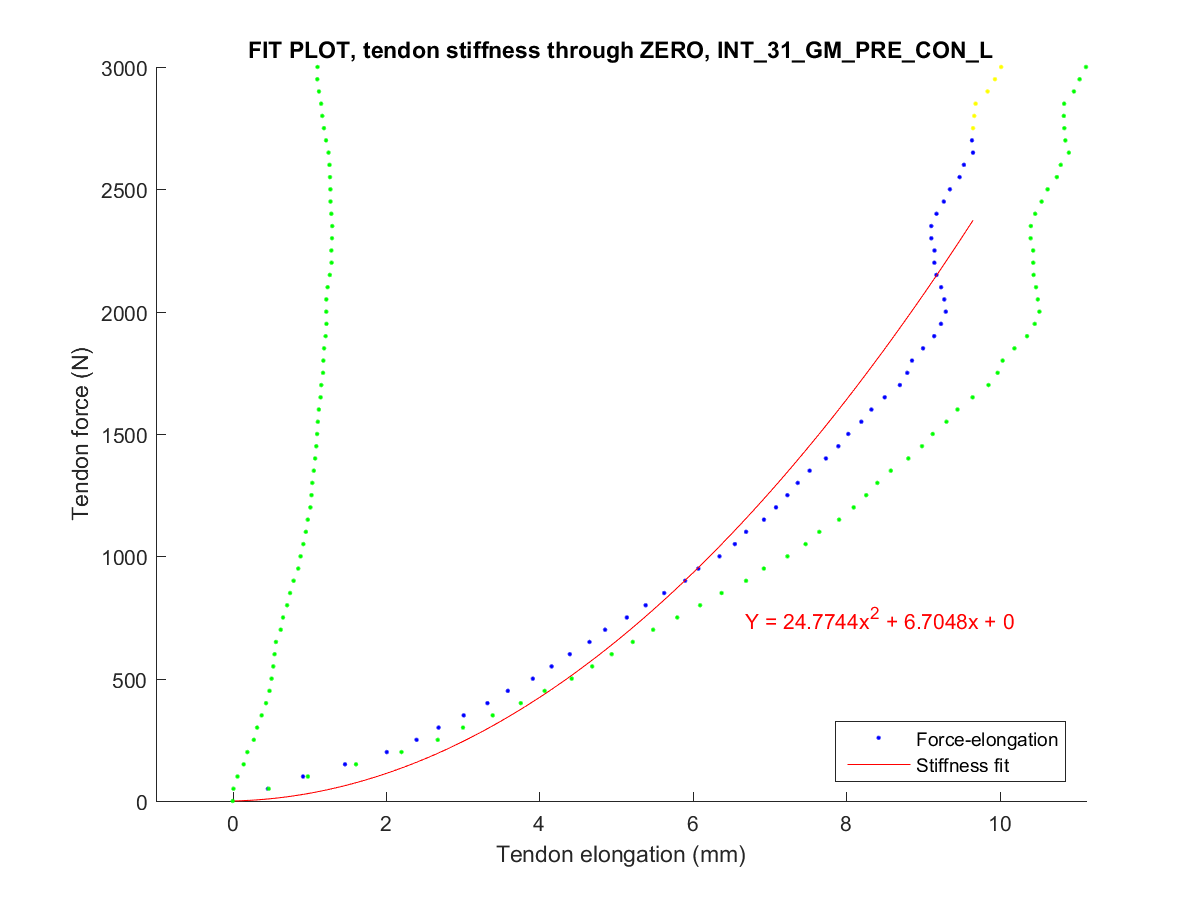 FIT PLOT, tendon stiffness through ZERO, INT_31_GM_PRE_CON_L
3000
2500
2000
1500
1000
500
0
Tendon force (N)
Y = 24.7744x² + 6.7048x + 0
Force-elongation
Stiffness fit
0 2 4 6 8 10
Tendon elongation (mm)